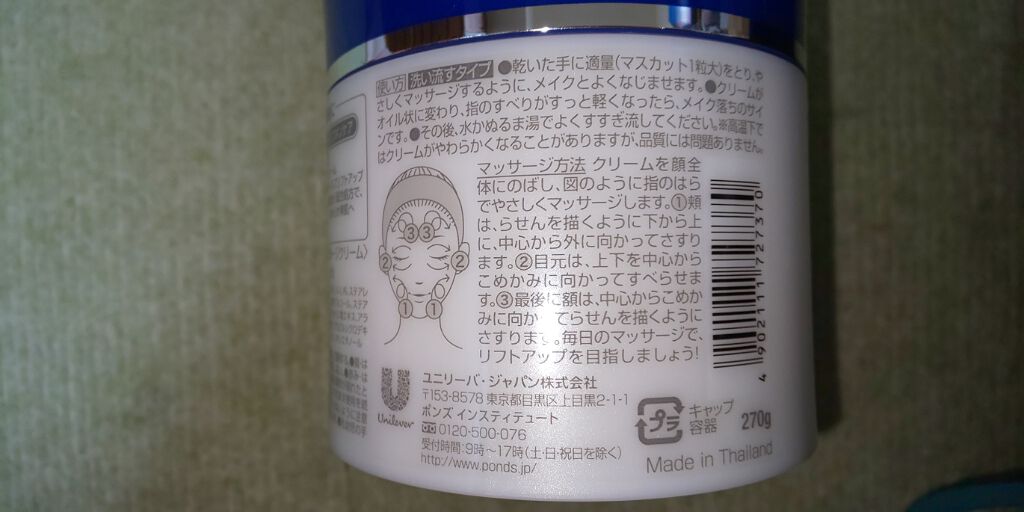 使い方 洗い流すタイプ ●乾いた手に適量(マスカット1粒大)をとり、や
さしくマッサージするように、メイクとよくなじませます。●クリームが
オイル状に変わり、指のすべりがすっと軽くなったら、メイク落ちのサイ
ンです。●その後、水かぬるま湯でよくすすぎ流してください。※高温下で
はクリームがやわらかくなることがありますが、品質には問題ありません。
マッサージ方法 クリームを顔全
体にのばし、図のように指のはら
でやさしくマッサージします。①頬
は、らせんを描くように下から上
に、中心から外に向かってさすり
ます。②目元は、上下を中心から
こめかみに向かってすべらせま
す。③最後に額は、中心からこめか
みに向か てらせんを描くように
さすります。毎日のマッサージで、
リフトアップを目指しましょう!
③③
② ②
① ①
Unilever
ユニリーバ・ジャパン株式会社
〒153-8578 東京都目黒区上目黒2-1-1
ポンズ インスティテュート
0120-500-076
受付時間:9時〜17時(土・日・祝日を除く)
http://www.ponds.jp/
プラ
キャップ
容器
270g
Made in Thailand
4 902111 727370